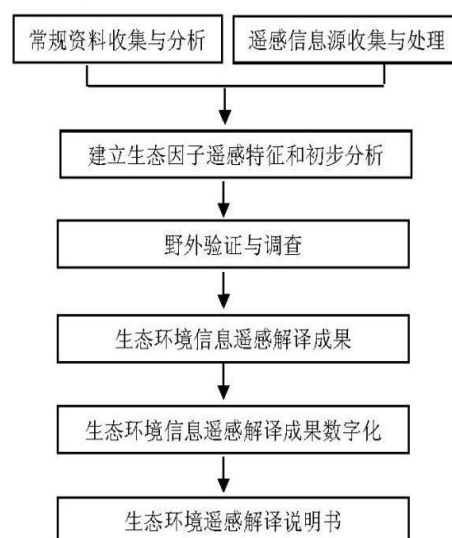 常规资料收集与分析
遥感信息源收集与处理
建立生态因子遥感特征和初步分析
野外验证与调查
生态环境信息遥感解译成果
生态环境信息遥感解译成果数字化
生态环境遥感解译说明书